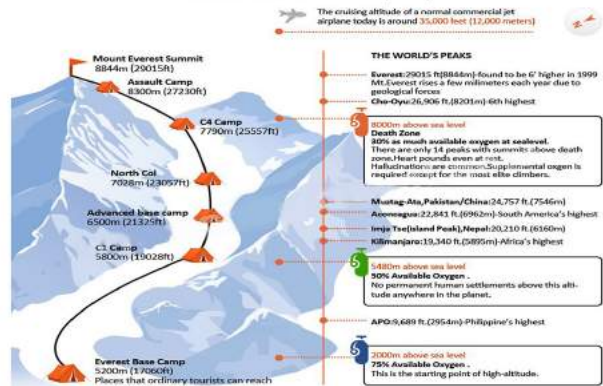 The cruising altitude of a normal commercial jet
airplane today is around 35,000 feet (12,000 meters)
Mount Everest Summit
8844m (29015ft)
Assault Camp
8300m (27230ft)
C4 Camp
7790m (25557ft)
North Col
7028m (23057ft)
Advanced base camp
6500m (21325ft)
C1 Camp
5800m (19028ft)
Everest Base Camp
5200m (17060ft)
Places that ordinary tourists can reach
THE WORLD'S PEAKS
Everest:29015 ft(8844m)-found to be 6' higher in 1999
Mt.Everest rises a few milimeters each year due to
geological forces
Cho-Oyu:26,906 ft.(8201m)-6th highest
8000m above sea level
Death Zone
30% as much available oxygen at sealevel.
There are only 14 peaks with summits above death
zone.Heart pounds even at rest.
Hallucinations are common.Supplemental oxgen is
required except for the most elite climbers.
Mustag-Ata,Pakistan/China:24,757 ft.(7546m)
Aconcagua:22,841 ft.(6962m)-South America's highest
Imja Tse(Island Peak),Nepal:20,210 ft.(6160m)
Kilimanjaro:19,340 ft.(5895m)-Africa's highest
5480m above sea level
50% Available Oxygen .
No permanent human settlements above this alti-
tude anywhere in the planet.
APO:9,689 ft.(2954m)-Philippine's highest
2000m above sea level
75% Available Oxygen .
This is the starting point of high-altitude.